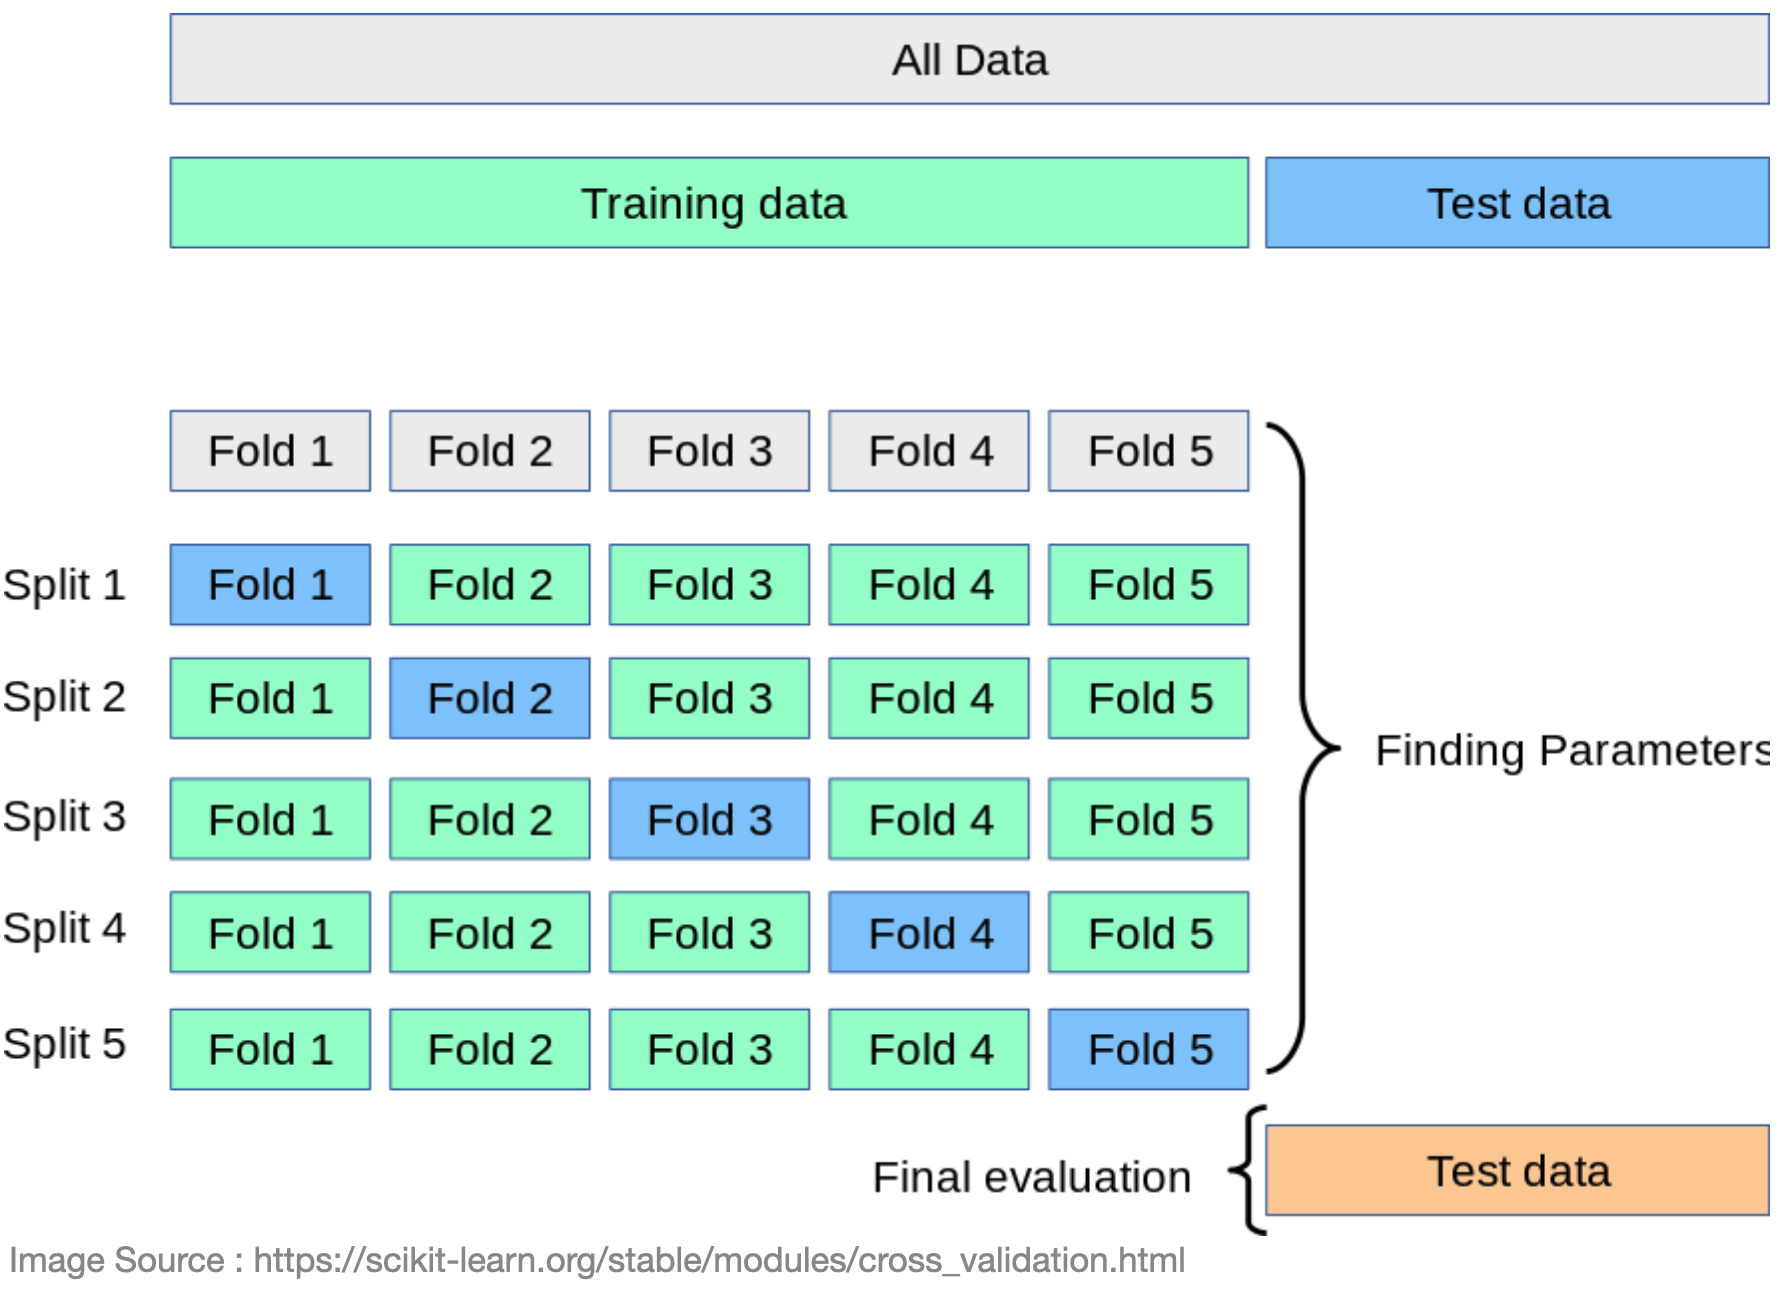 All Data
Training data Test data
Fold 1 Fold 2 Fold 3 Fold 4 Fold 5
Split 1 Fold 1 Fold 2 Fold 3 Fold 4 Fold 5
Split 2 Fold 1 Fold 2 Fold 3 Fold 4 Fold 5
Finding Parameters
Split 3 Fold 1 Fold 2 Fold 3 Fold 4 Fold 5
Split 4 Fold 1 Fold 2 Fold 3 Fold 4 Fold 5
Split 5 Fold 1 Fold 2 Fold 3 Fold 4 Fold 5
Final evaluation Test data
Image Source : https://scikit-learn.org/stable/modules/cross_validation.html